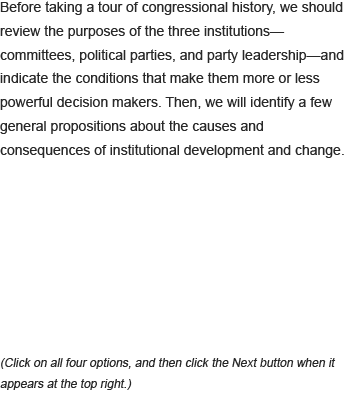 Before taking a tour of congressional history, we should
review the purposes of the three institutions—
committees, political parties, and party leadership—and
indicate the conditions that make them more or less
powerful decision makers. Then, we will identify a few
general propositions about the causes and
consequences of institutional development and change.
(Click on all four options, and then click the Next button when it
appears at the top right.)